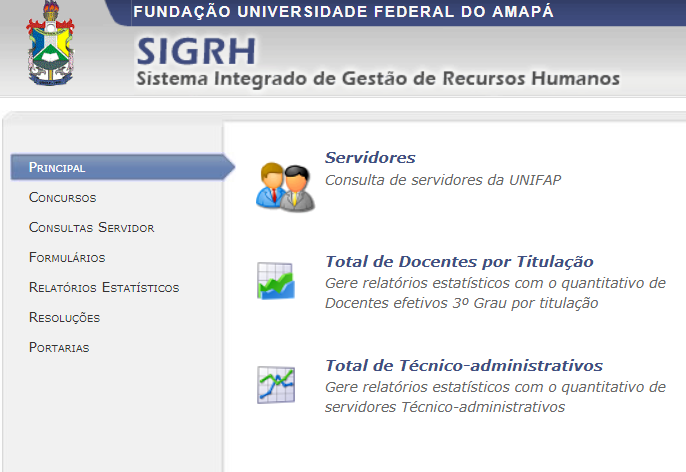 FUNDAÇÃO UNIVERSIDADE FEDERAL DO AMAPÁ
SIGRH
Sistema Integrado de Gestão de Recursos Humanos
Principal
Concursos
Consultas Servidor
Formulários
Relatórios Estatísticos
Resoluções
Portarias
Servidores
Consulta de servidores da UNIFAP
Total de Docentes por Titulação
Gere relatórios estatísticos com o quantitativo de
Docentes efetivos 3º Grau por titulação
Total de Técnico-administrativos
Gere relatórios estatísticos com o quantitativo de
servidores Técnico-administrativos